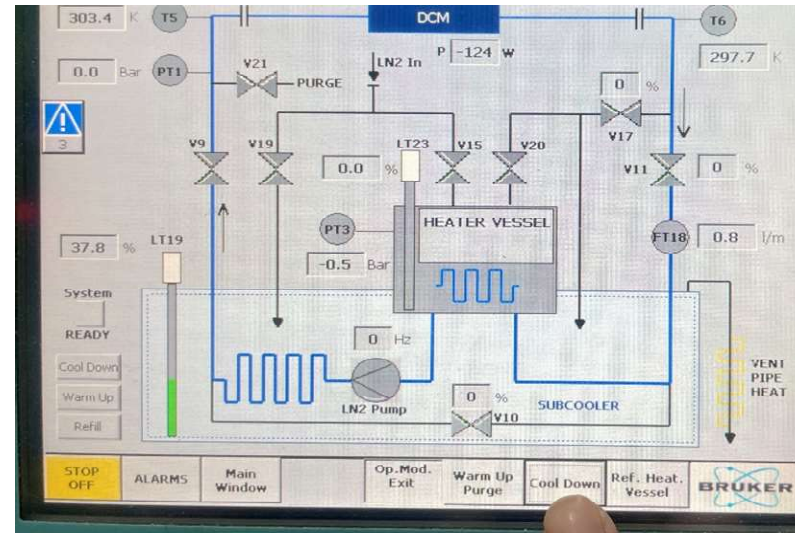 303.4 K T5
DCM
T6
P -124 W
297.7 K
0.0 Bar PT1
V21
PURGE
LN2 In
0 %
V17
3
V9
V19
0.0 %
LT23
V15
V20
V11
0 %
HEATER VESSEL
PT3
-0.5 Bar
FT18 0.8 l/m
37.8 %
LT19
System
READY
0 Hz
LN2 Pump
Cool Down
Warm Up
Refill
0 %
V10
SUBCOOLER
VENT
PIPE
HEAT
STOP
OFF
ALARMS
Main
Window
Op.Mod.
Exit
Warm Up
Purge
Cool Down
Ref. Heat.
Vessel
BRUKER